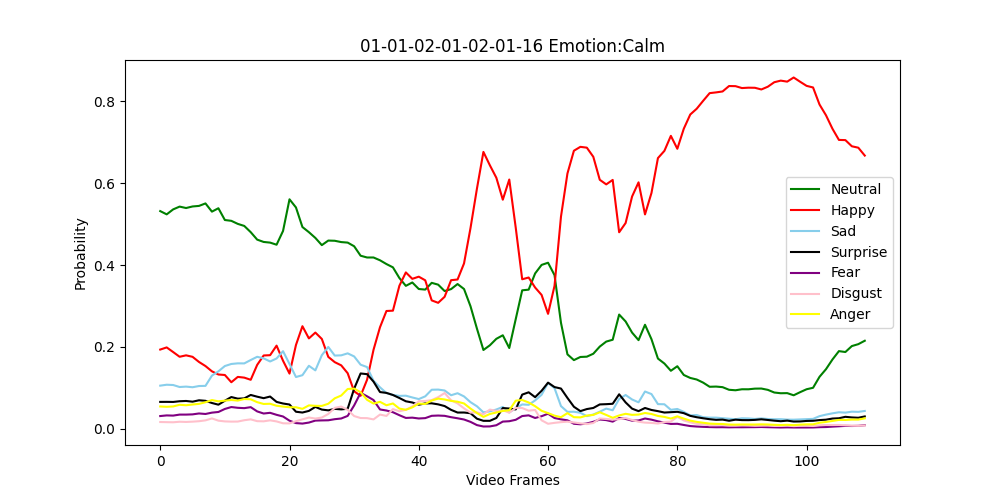 01-01-02-01-02-01-16 Emotion:Calm
Probability
0.8
0.6
0.4
0.2
0.0
0 20 40 60 80 100
Video Frames
Neutral
Happy
Sad
Surprise
Fear
Disgust
Anger